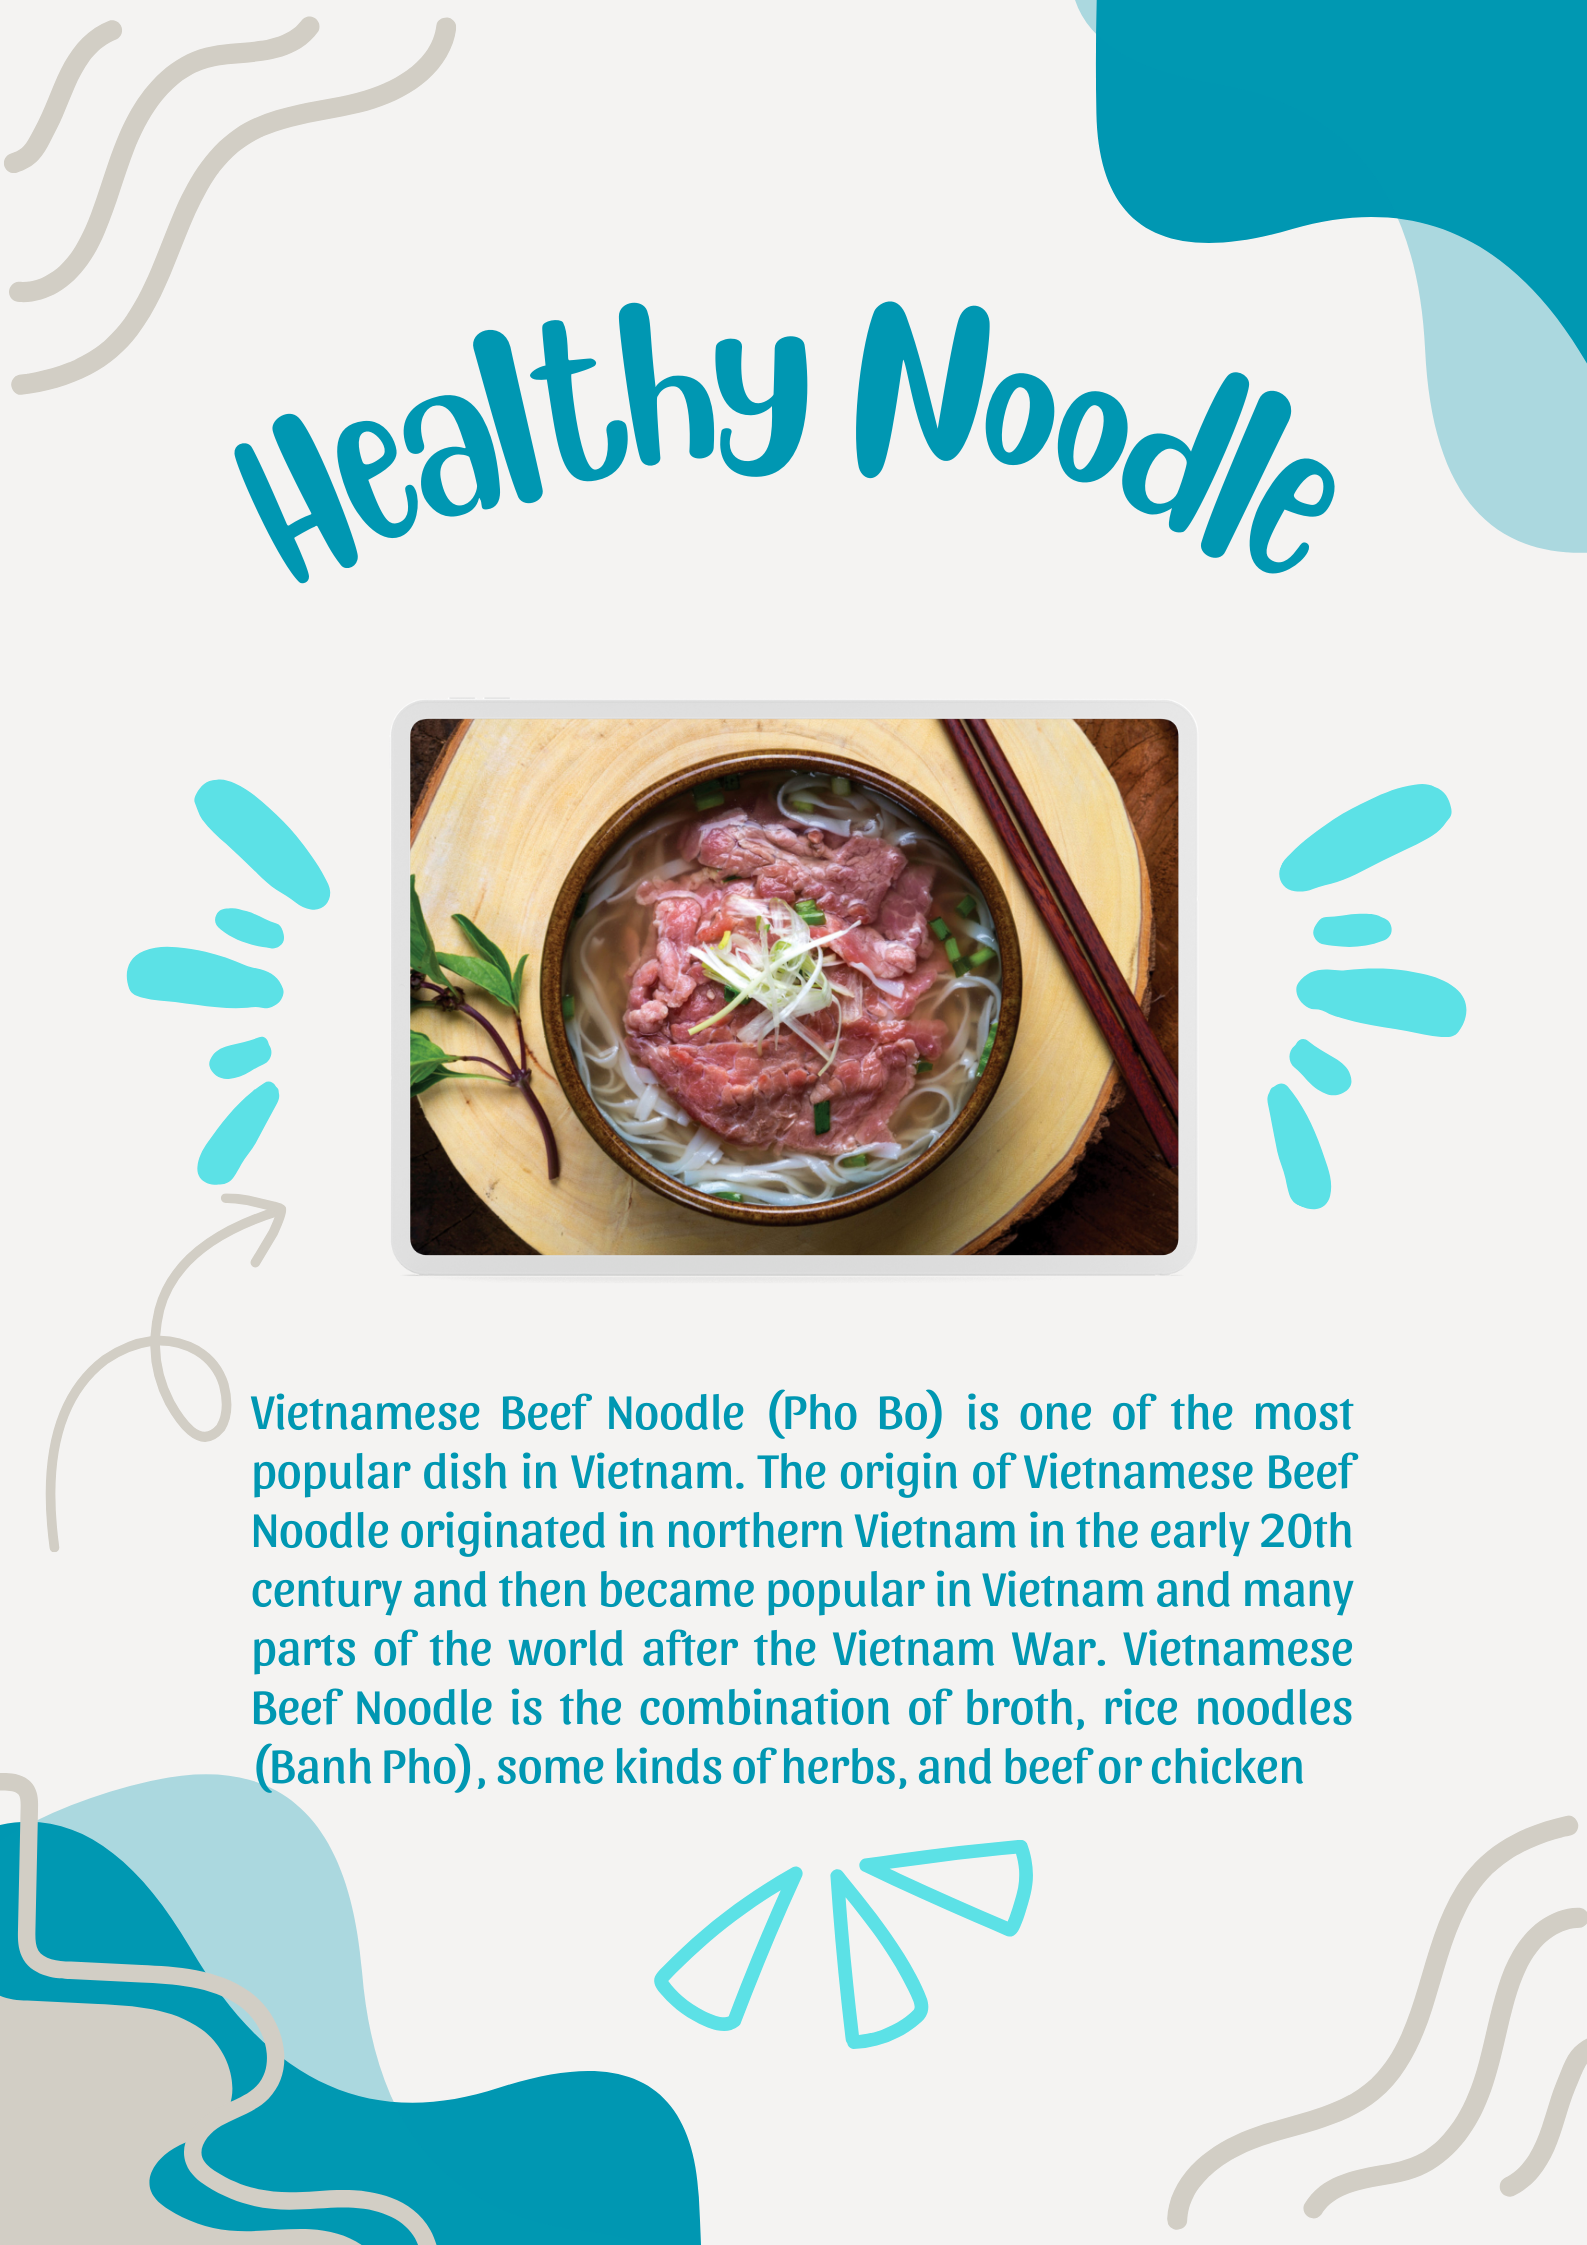 Healthy Noodle
Vietnamese Beef Noodle (Pho Bo) is one of the most
popular dish in Vietnam. The origin of Vietnamese Beef
Noodle originated in northern Vietnam in the early 20th
century and then became popular in Vietnam and many
parts of the world after the Vietnam War. Vietnamese
Beef Noodle is the combination of broth, rice noodles
(Banh Pho), some kinds of herbs, and beef or chicken